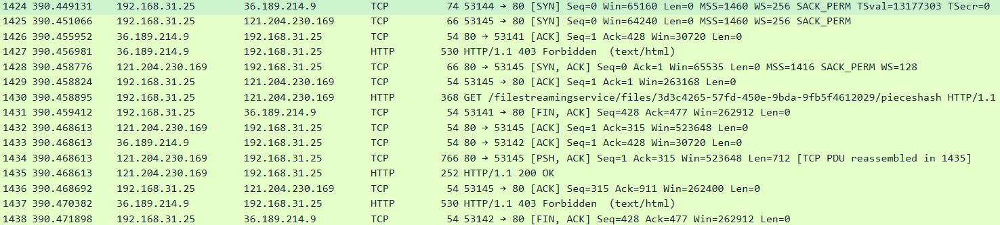 1424 390.449131 192.168.31.25 36.189.214.9 TCP 74 53144 → 80 [SYN] Seq=0 Win=65160 Len=0 MSS=1460 WS=256 SACK_PERM TSval=13177303 TSecr=0
1425 390.451066 192.168.31.25 121.204.230.169 TCP 66 53145 → 80 [SYN] Seq=0 Win=64240 Len=0 MSS=1460 WS=256 SACK_PERM
1426 390.455952 36.189.214.9 192.168.31.25 TCP 54 80 → 53141 [ACK] Seq=1 Ack=428 Win=30720 Len=0
1427 390.456981 36.189.214.9 192.168.31.25 HTTP 530 HTTP/1.1 403 Forbidden (text/html)
1428 390.458776 121.204.230.169 192.168.31.25 TCP 66 80 → 53145 [SYN, ACK] Seq=0 Ack=1 Win=65535 Len=0 MSS=1416 SACK_PERM WS=128
1429 390.458824 192.168.31.25 121.204.230.169 TCP 54 53145 → 80 [ACK] Seq=1 Ack=1 Win=263168 Len=0
1430 390.458895 192.168.31.25 121.204.230.169 HTTP 368 GET /filestreamingservice/files/3d3c4265-57fd-450e-9bda-9fb5f4612029/pieceshash HTTP/1.1
1431 390.459412 192.168.31.25 36.189.214.9 TCP 54 53141 → 80 [FIN, ACK] Seq=428 Ack=477 Win=262912 Len=0
1432 390.468613 121.204.230.169 192.168.31.25 TCP 54 80 → 53145 [ACK] Seq=1 Ack=315 Win=523648 Len=0
1433 390.468613 36.189.214.9 192.168.31.25 TCP 54 80 → 53142 [ACK] Seq=1 Ack=428 Win=30720 Len=0
1434 390.468613 121.204.230.169 192.168.31.25 TCP 766 80 → 53145 [PSH, ACK] Seq=1 Ack=315 Win=523648 Len=712 [TCP PDU reassembled in 1435]
1435 390.468613 121.204.230.169 192.168.31.25 HTTP 252 HTTP/1.1 200 OK
1436 390.468692 192.168.31.25 121.204.230.169 TCP 54 53145 → 80 [ACK] Seq=315 Ack=911 Win=262400 Len=0
1437 390.470382 36.189.214.9 192.168.31.25 HTTP 530 HTTP/1.1 403 Forbidden (text/html)
1438 390.471898 192.168.31.25 36.189.214.9 TCP 54 53142 → 80 [FIN, ACK] Seq=428 Ack=477 Win=262912 Len=0